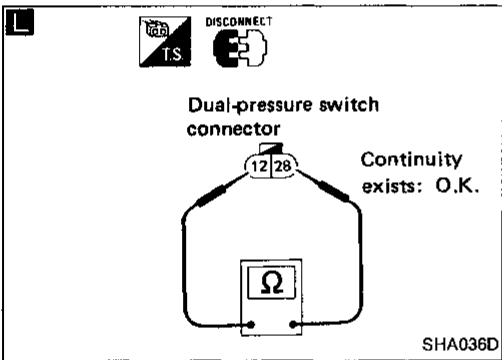 L
T.S.
DISCONNECT
Dual-pressure switch
connector
12 28
Continuity
exists: O.K.
Ω
SHA036D